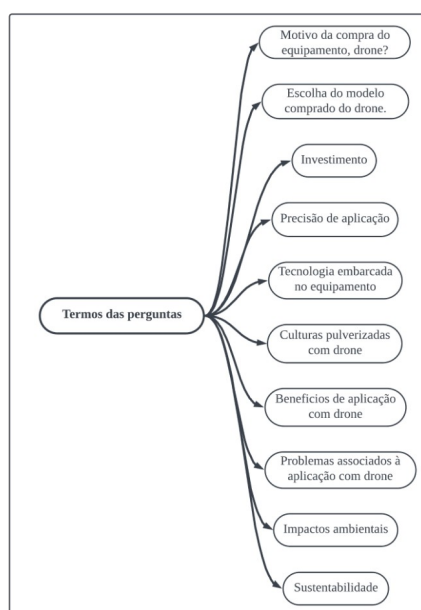 Motivo da compra do
equipamento, drone?
Escolha do modelo
comprado do drone.
Investimento
Precisão de aplicação
Tecnologia embarcada
no equipamento
Termos das perguntas
Culturas pulverizadas
com drone
Beneficios de aplicação
com drone
Problemas associados à
aplicação com drone
Impactos ambientais
Sustentabilidade